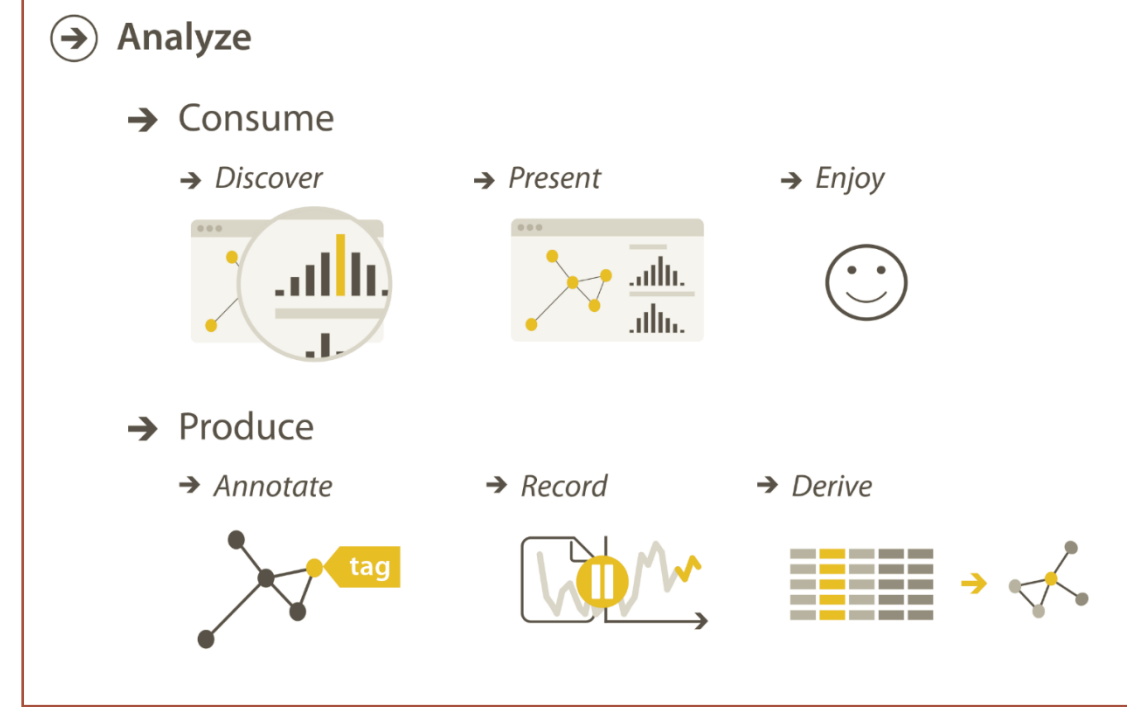 Analyze
Consume
Discover
Present
Enjoy
Produce
Annotate
Record
Derive
tag